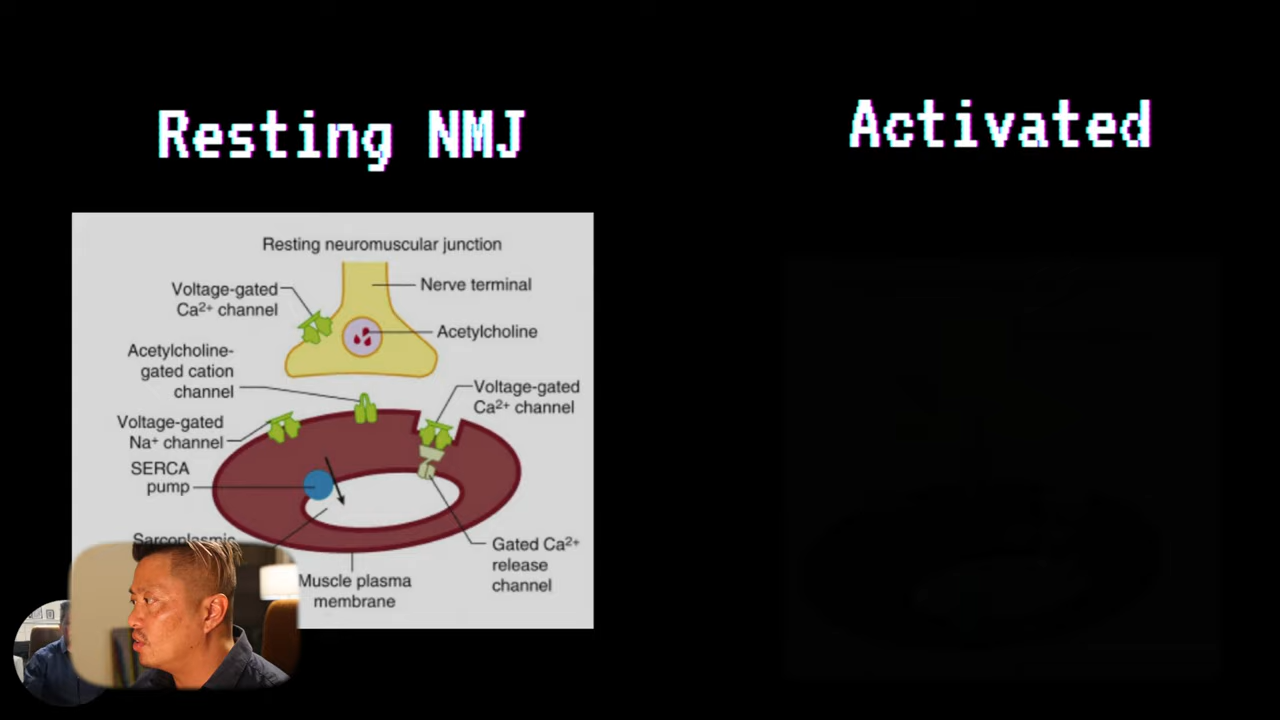 Resting NMJ
Activated
Resting neuromuscular junction
Voltage-gated
Ca²⁺ channel
Nerve terminal
Acetylcholine
Acetylcholine-
gated cation
channel
Voltage-gated
Ca²⁺ channel
Voltage-gated
Na⁺ channel
SERCA
pump
Sarcoplasmic
Gated Ca²⁺
release
channel
Muscle plasma
membrane